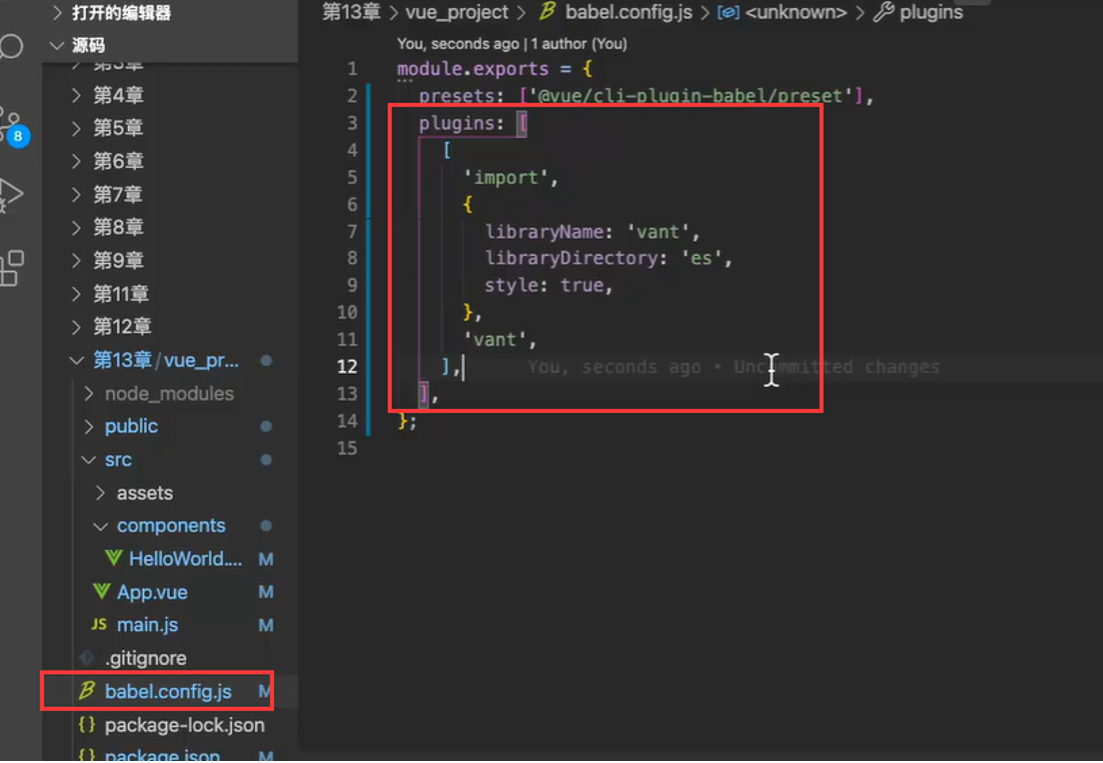 打开的编辑器
源码
第3章
第4章
第5章
第6章
第7章
第8章
第9章
第11章
第12章
第13章/vue_pr...
node_modules
public
src
assets
components
HelloWorld.... M
App.vue M
JS main.js M
.gitignore
babel.config.js M
{} package-lock.json
{} package.json M
8
第13章 > vue_project > babel.config.js > <unknown> > plugins
You, seconds ago | 1 author (You)
1 module.exports = {
2 presets: ['@vue/cli-plugin-babel/preset'],
3 plugins: [
4 [
5 'import',
6 {
7 libraryName: 'vant',
8 libraryDirectory: 'es',
9 style: true,
10 },
11 'vant',
12 ], You, seconds ago • Uncommitted changes
13 ],
14 };
15